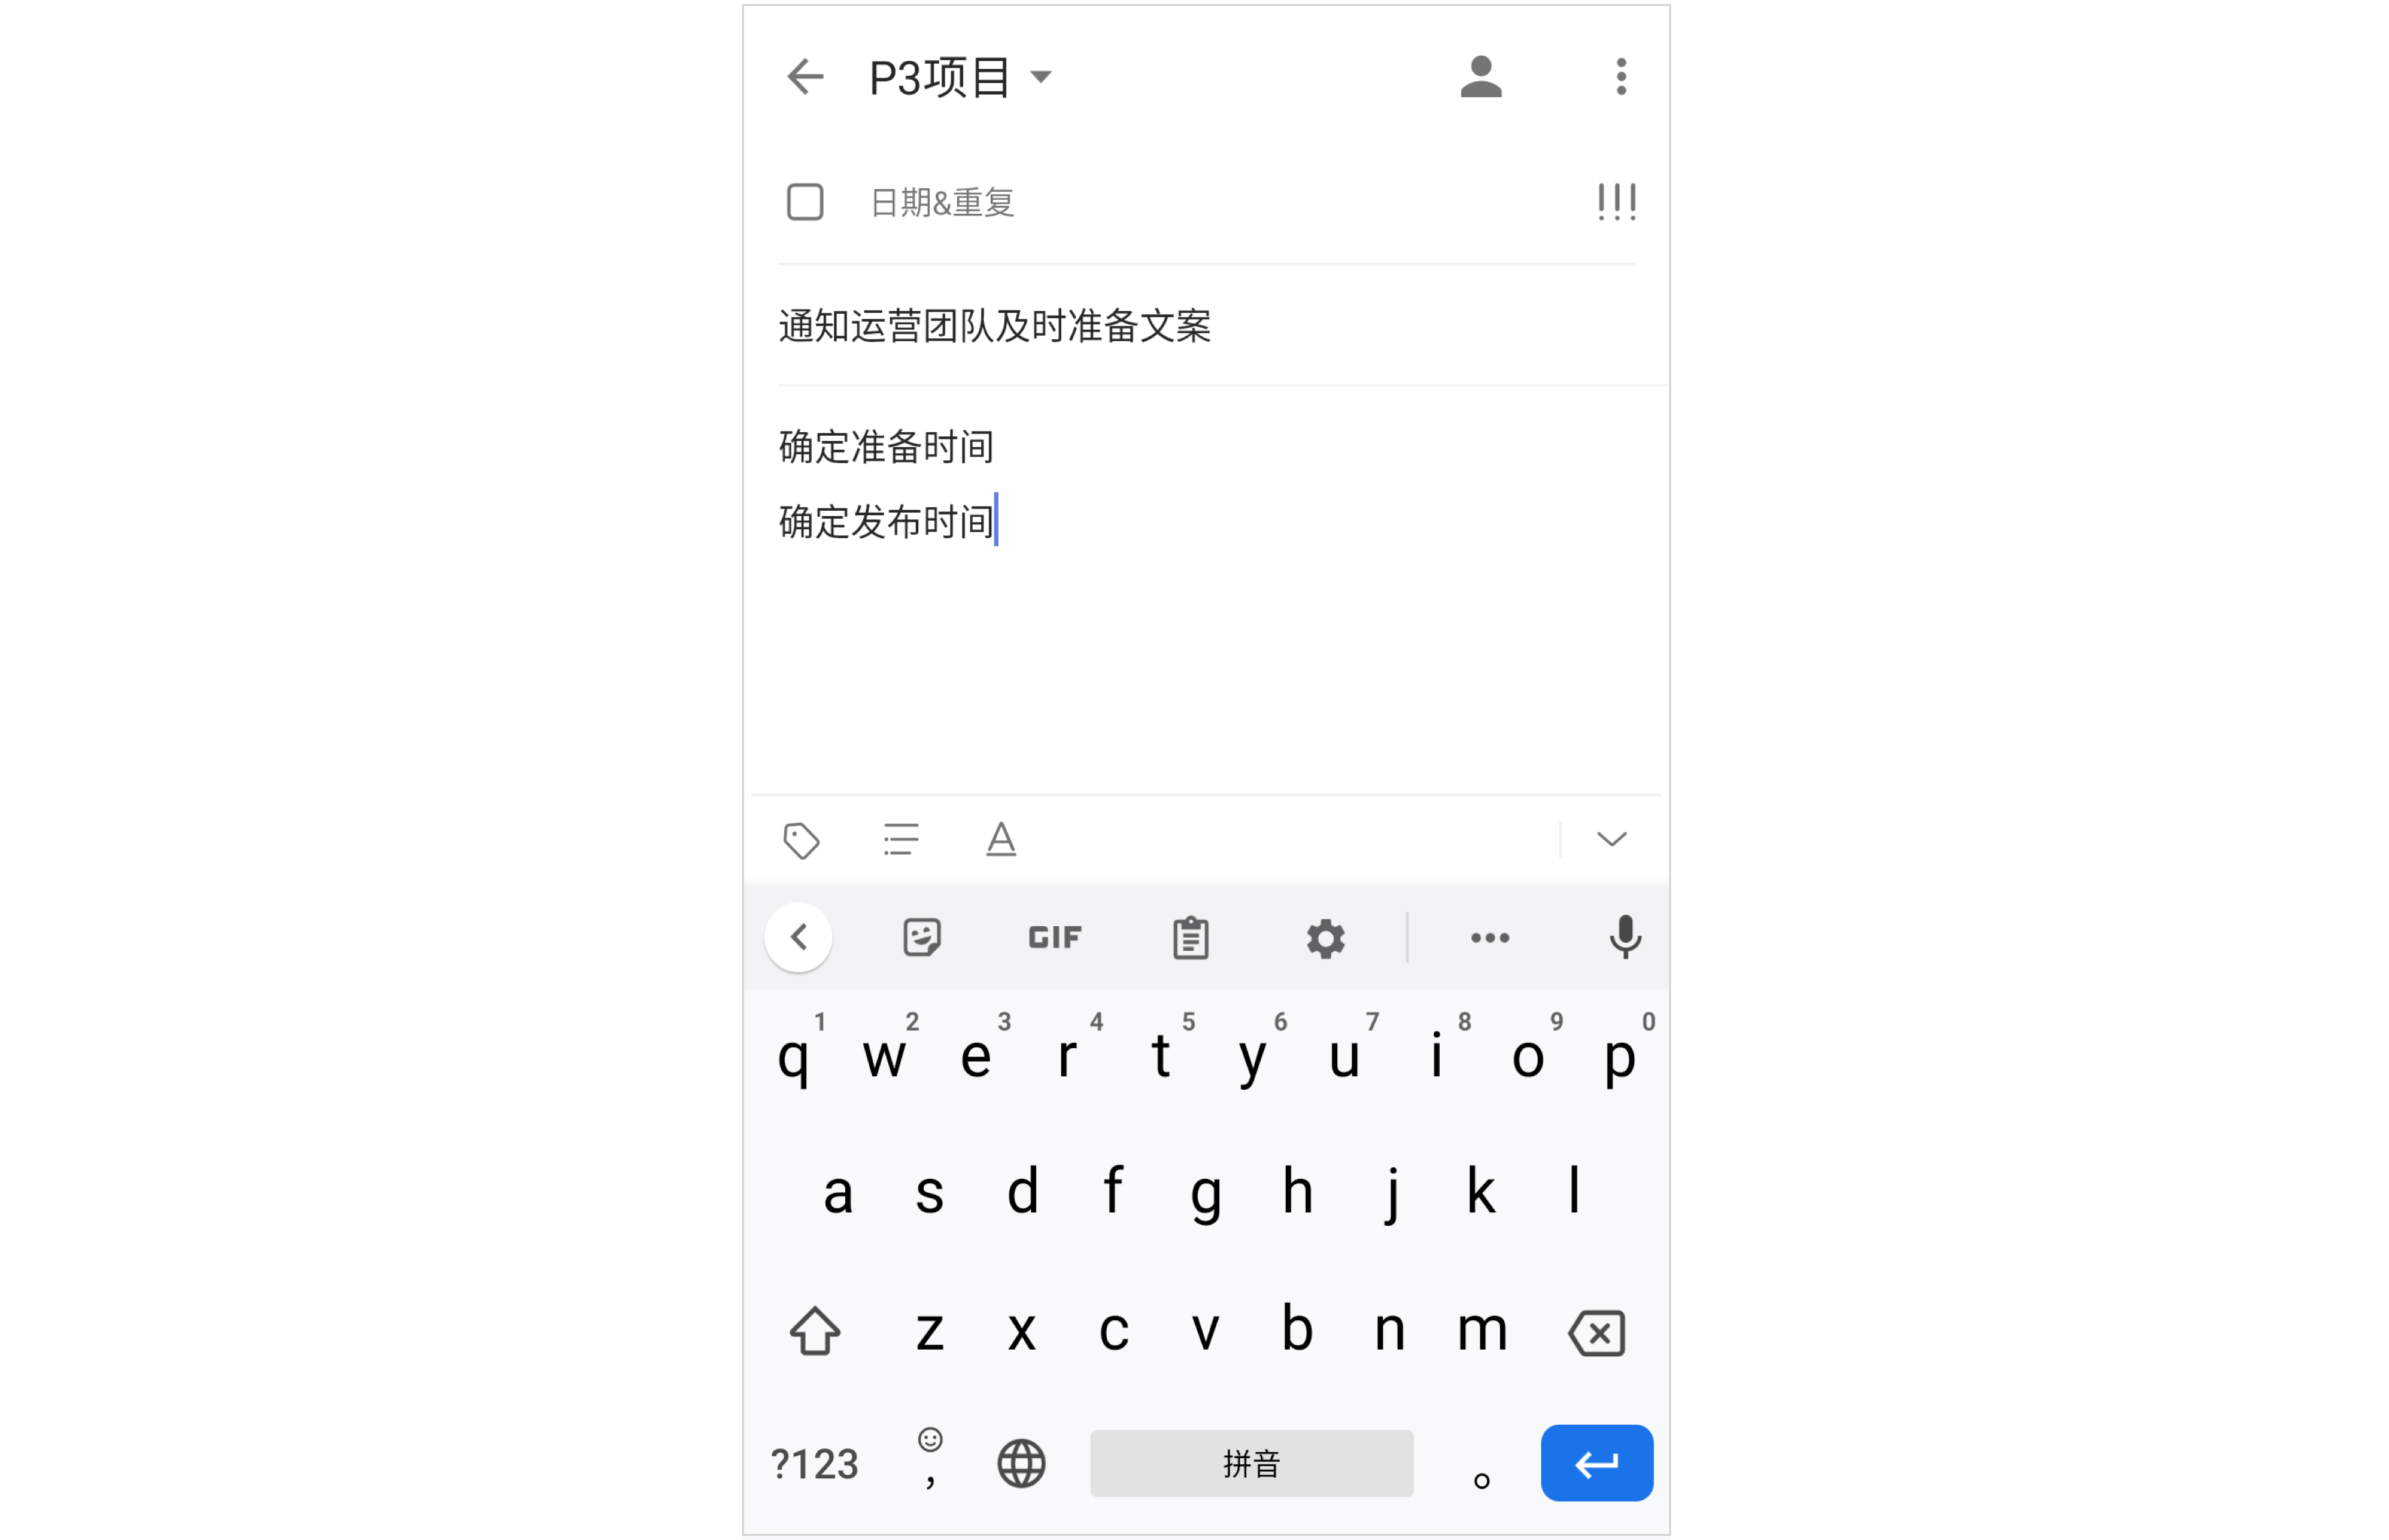 P3项目
日期&重复
!!!
通知运营团队及时准备文案
确定准备时间
确定发布时间
A
GIF
1 2 3 4 5 6 7 8 9 0
q w e r t y u i o p
a s d f g h j k l
z x c v b n m
?123 , 拼音 。